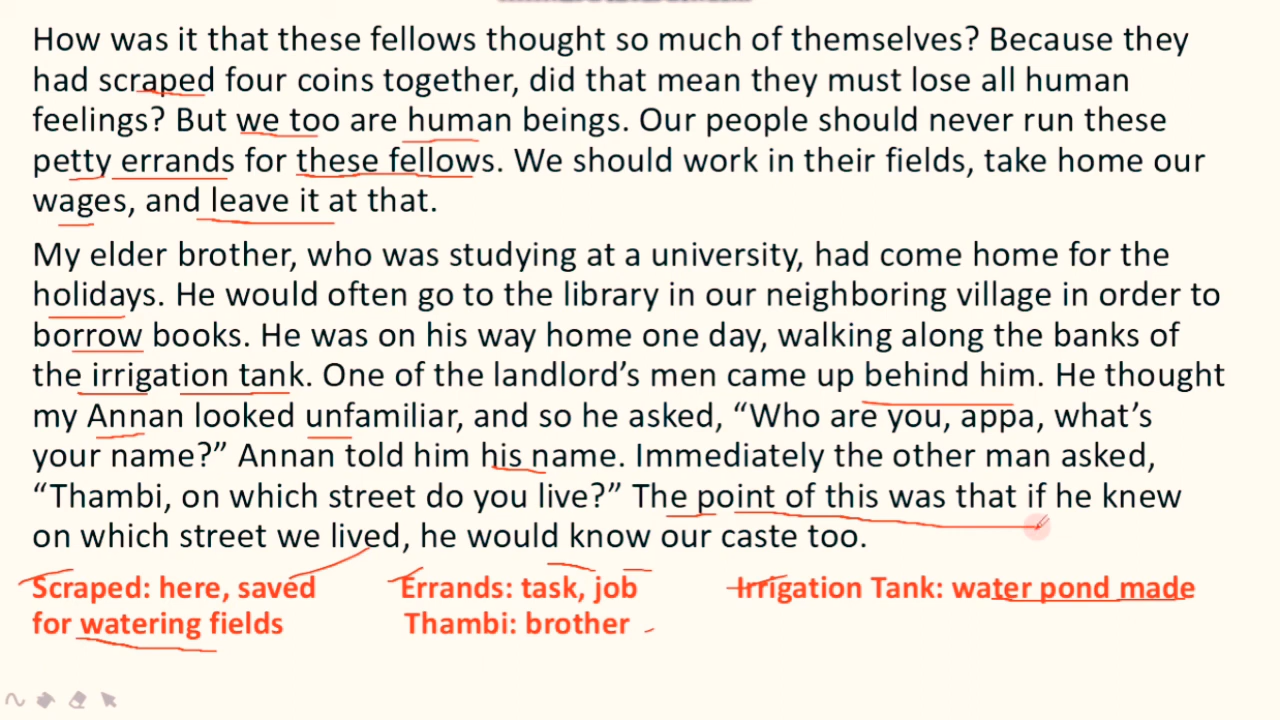 How was it that these fellows thought so much of themselves? Because they
had scraped four coins together, did that mean they must lose all human
feelings? But we too are human beings. Our people should never run these
petty errands for these fellows. We should work in their fields, take home our
wages, and leave it at that.
My elder brother, who was studying at a university, had come home for the
holidays. He would often go to the library in our neighboring village in order to
borrow books. He was on his way home one day, walking along the banks of
the irrigation tank. One of the landlord’s men came up behind him. He thought
my Annan looked unfamiliar, and so he asked, “Who are you, appa, what’s
your name?” Annan told him his name. Immediately the other man asked,
“Thambi, on which street do you live?” The point of this was that if he knew
on which street we lived, he would know our caste too.
Scraped: here, saved Errands: task, job Irrigation Tank: water pond made
for watering fields Thambi: brother